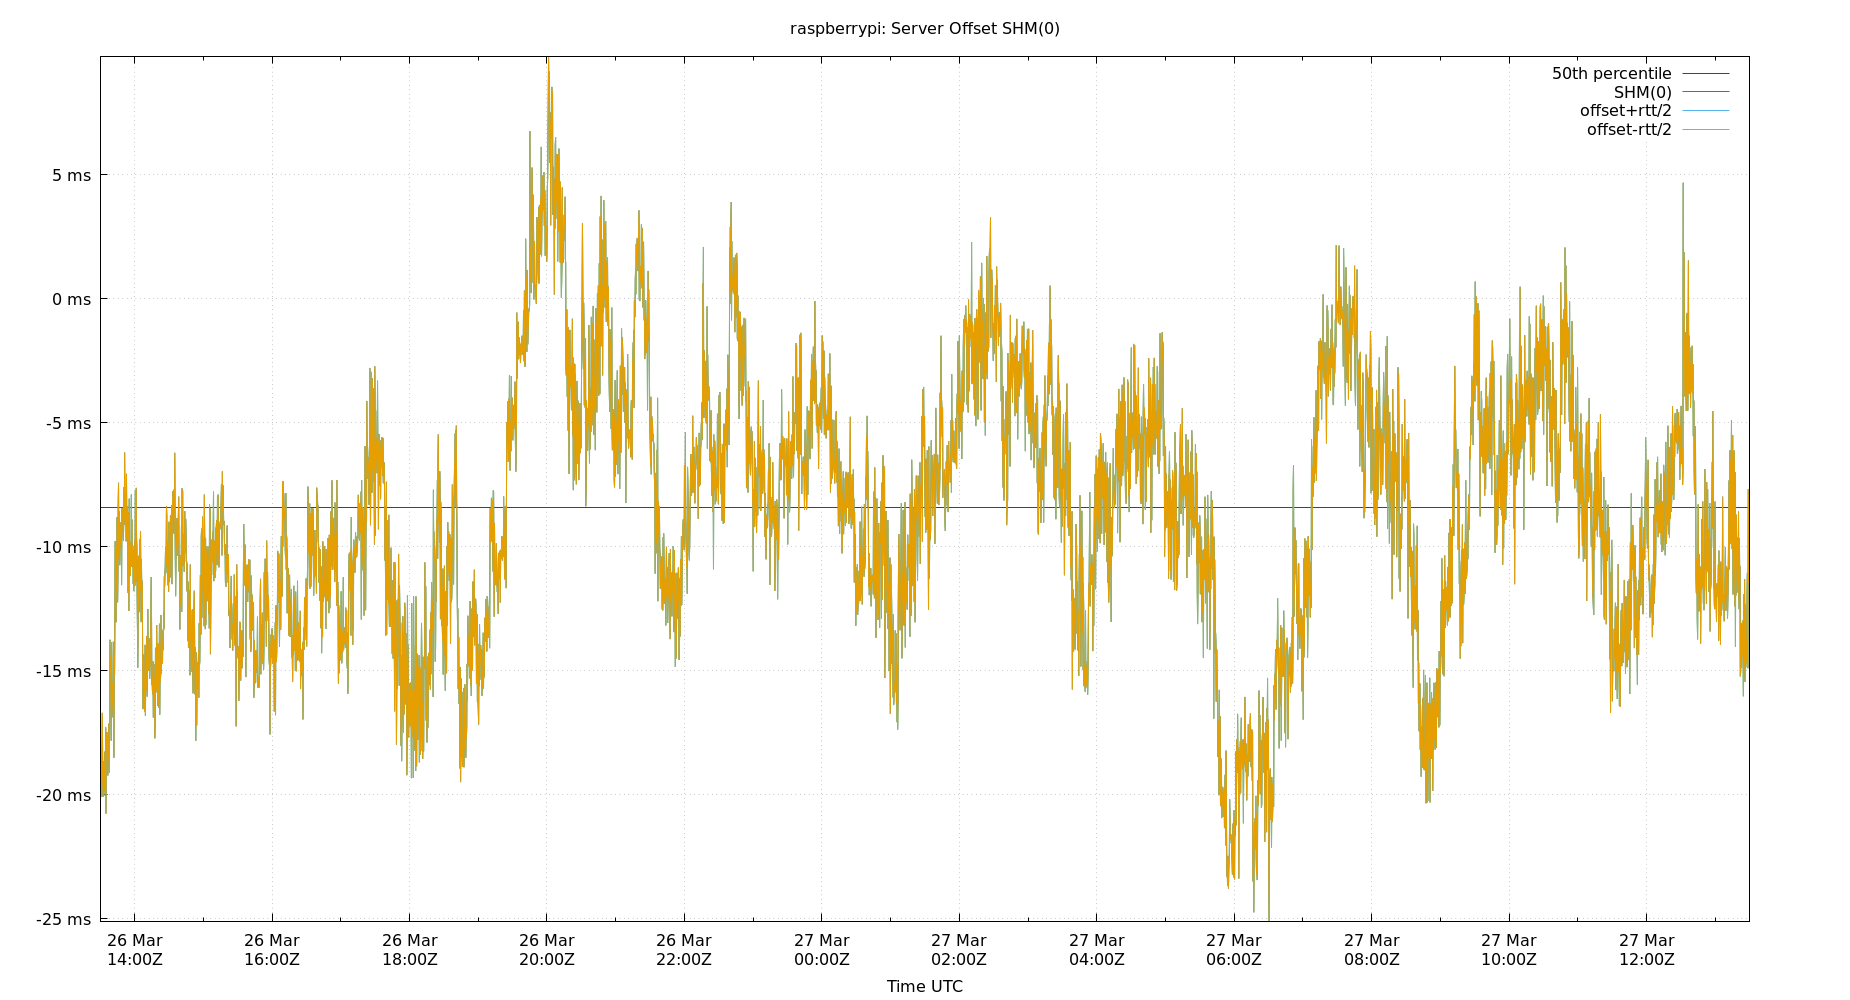 raspberrypi: Server Offset SHM(0)
50th percentile
SHM(0)
offset+rtt/2
offset-rtt/2
5 ms
0 ms
-5 ms
-10 ms
-15 ms
-20 ms
-25 ms
26 Mar 26 Mar 26 Mar 26 Mar 26 Mar 27 Mar 27 Mar 27 Mar 27 Mar 27 Mar 27 Mar 27 Mar
14:00Z 16:00Z 18:00Z 20:00Z 22:00Z 00:00Z 02:00Z 04:00Z 06:00Z 08:00Z 10:00Z 12:00Z
Time UTC